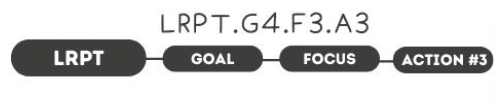 LRPT.G4.F3.A3
LRPT GOAL FOCUS ACTION #3